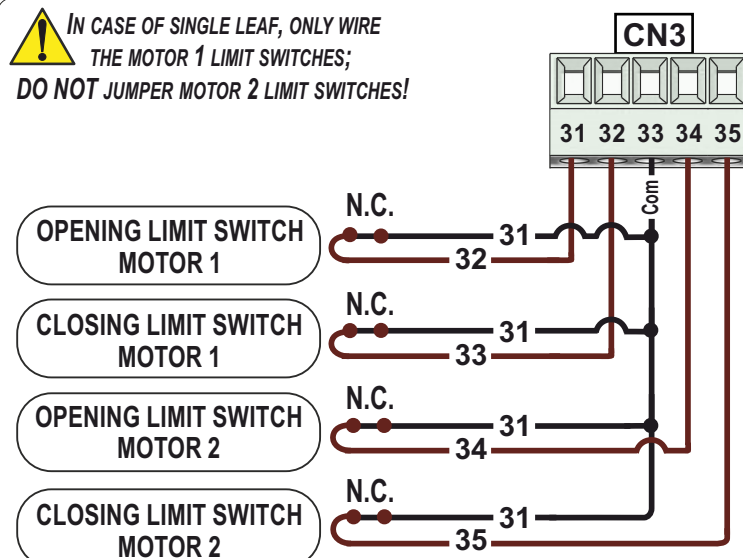 IN CASE OF SINGLE LEAF, ONLY WIRE
THE MOTOR 1 LIMIT SWITCHES;
DO NOT JUMPER MOTOR 2 LIMIT SWITCHES!
CN3
31 32 33 34 35
Com
OPENING LIMIT SWITCH
MOTOR 1
N.C.
31
32
CLOSING LIMIT SWITCH
MOTOR 1
N.C.
31
33
OPENING LIMIT SWITCH
MOTOR 2
N.C.
31
34
CLOSING LIMIT SWITCH
MOTOR 2
N.C.
31
35